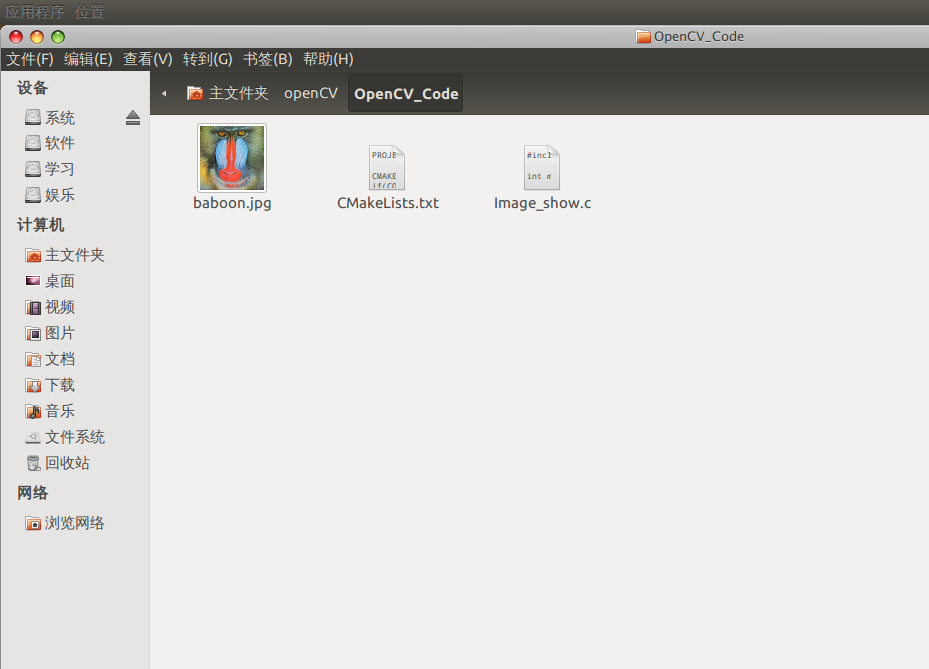 应用程序 位置
OpenCV_Code
文件(F) 编辑(E) 查看(V) 转到(G) 书签(B) 帮助(H)
设备
系统
软件
学习
娱乐
计算机
主文件夹
桌面
视频
图片
文档
下载
音乐
文件系统
回收站
网络
浏览网络
主文件夹 openCV OpenCV_Code
PROJE
CMAKE
if(CO
#incl
int m
baboon.jpg CMakeLists.txt Image_show.c